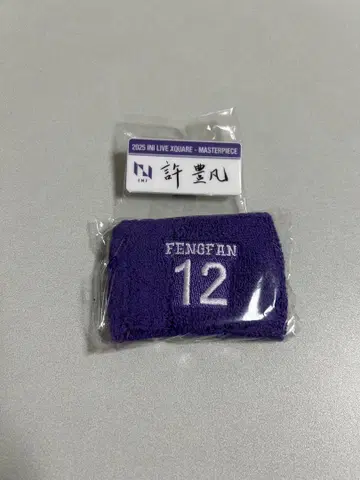 2025 INI LIVE XQUARE - MASTERPIECE
INI
許豊凡
FENGFAN
12